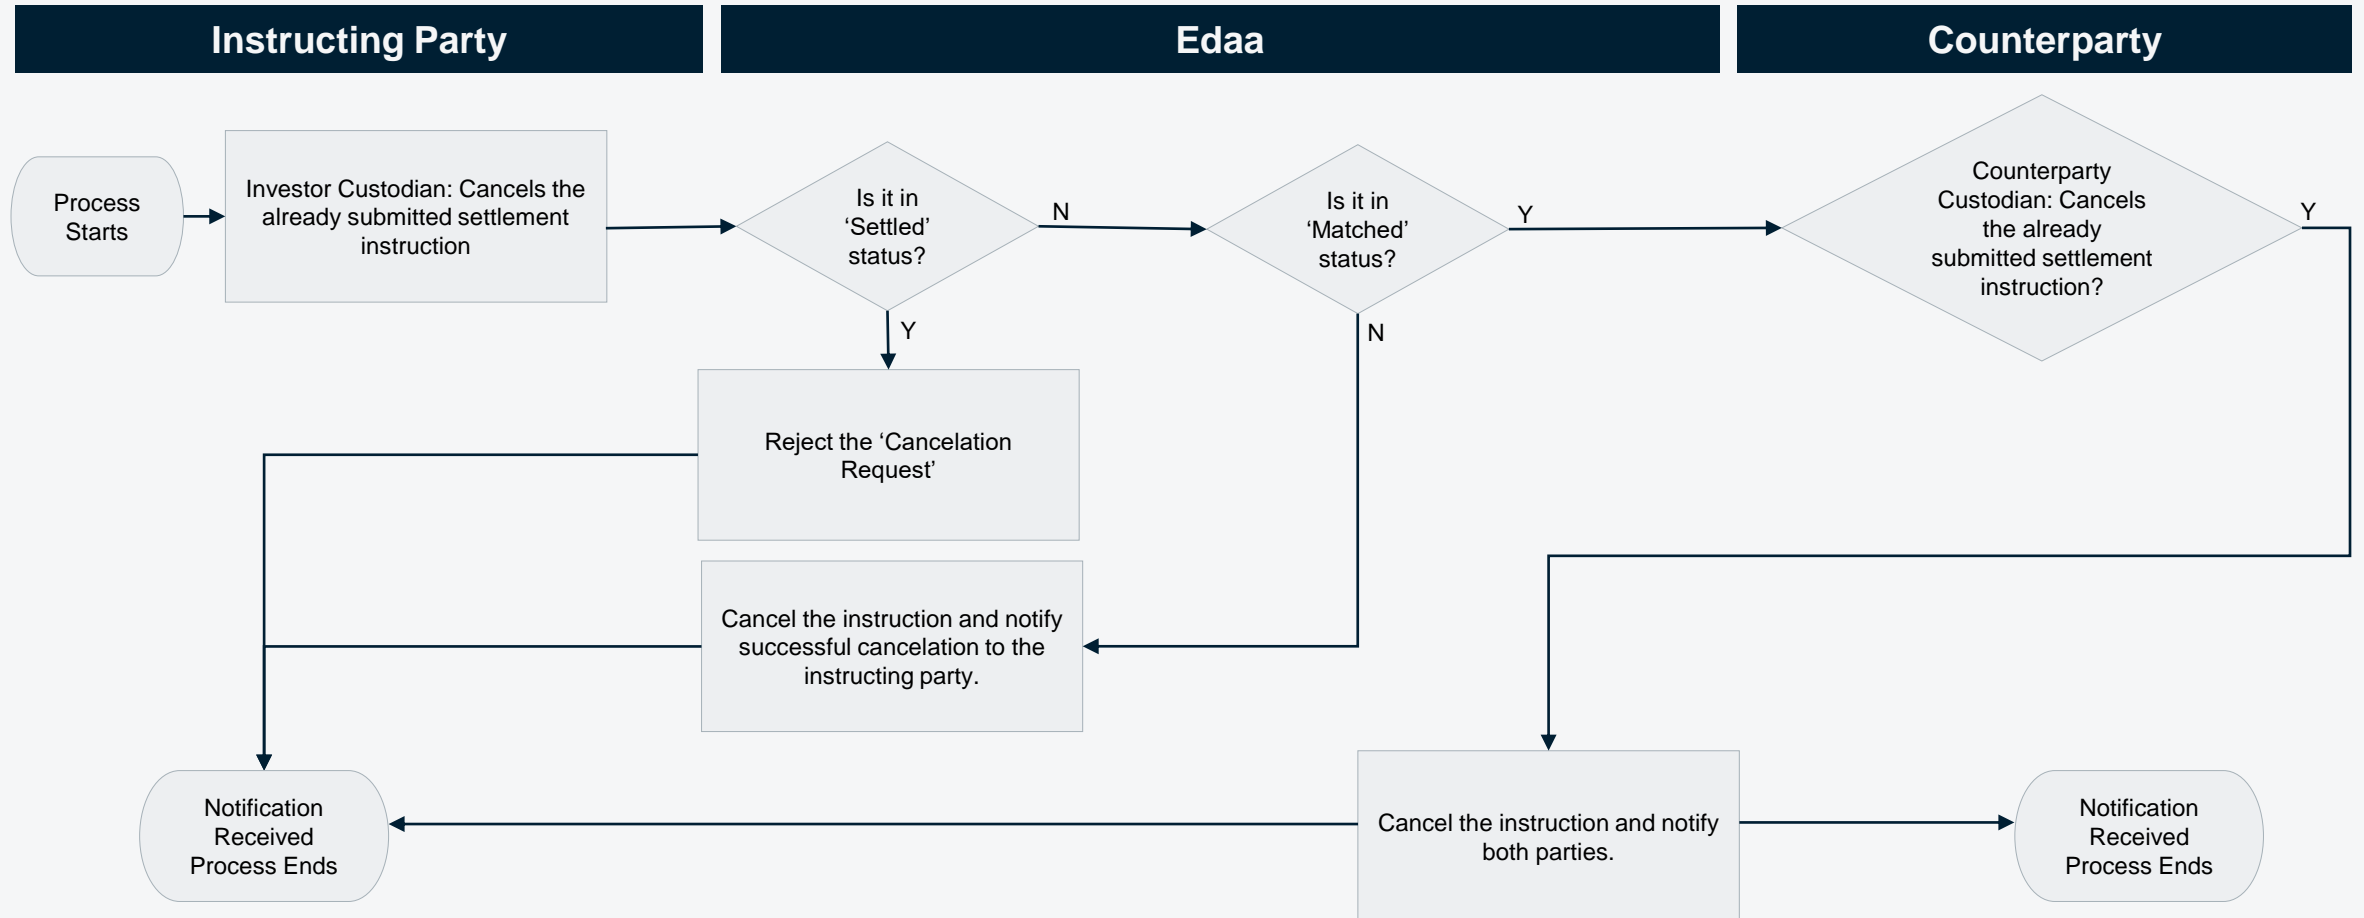 Instructing Party
Edaa
Counterparty
Process
Starts
Investor Custodian: Cancels the
already submitted settlement
instruction
Is it in
‘Settled’
status?
N
Y
Is it in
‘Matched’
status?
Y
N
Counterparty
Custodian: Cancels
the already
submitted settlement
instruction?
Y
Reject the ‘Cancelation
Request’
Cancel the instruction and notify
successful cancelation to the
instructing party.
Notification
Received
Process Ends
Cancel the instruction and notify
both parties.
Notification
Received
Process Ends